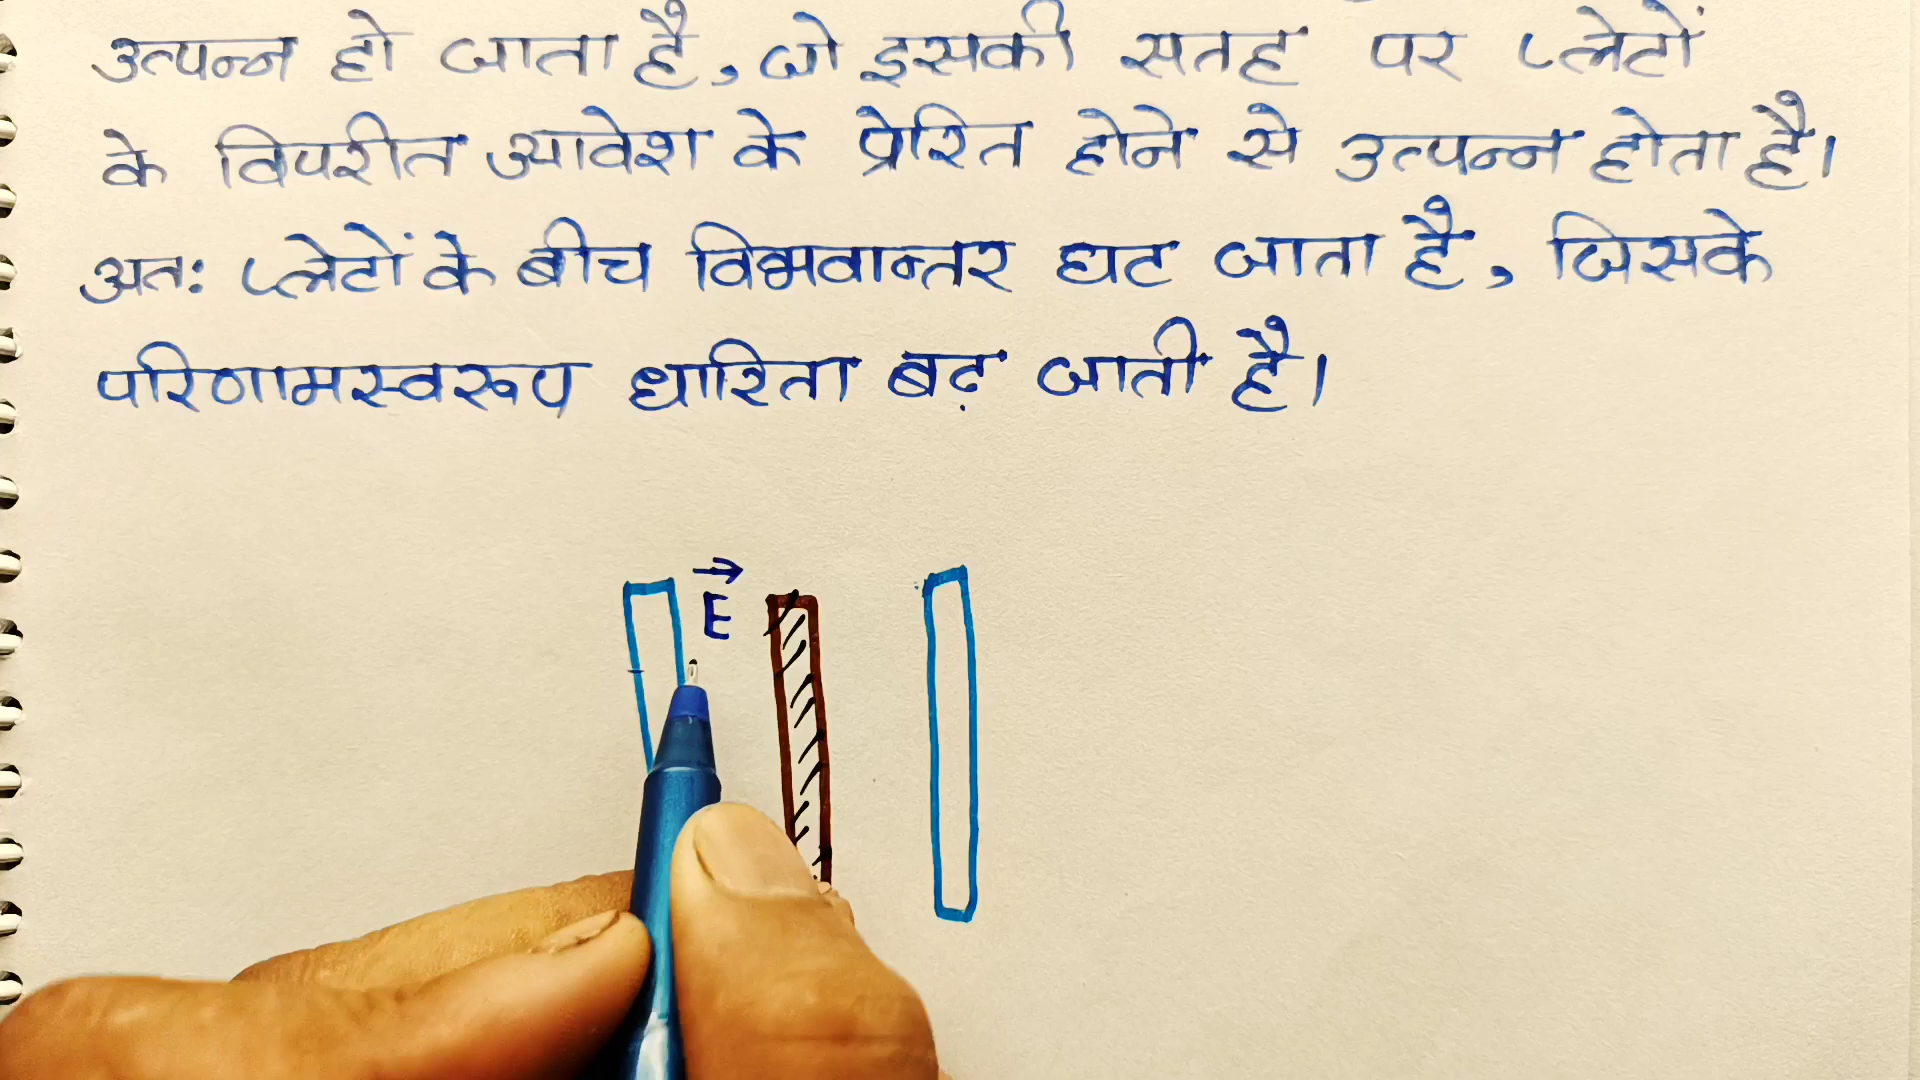 उत्पन्न हो जाता है, जो इसकी सतह पर प्लेटों
के विपरीत आवेश के प्रेरित होने से उत्पन्न होता है।
अतः प्लेटों के बीच विभवान्तर घट जाता है, जिसके
परिणामस्वरूप धारिता बढ़ जाती है।
E